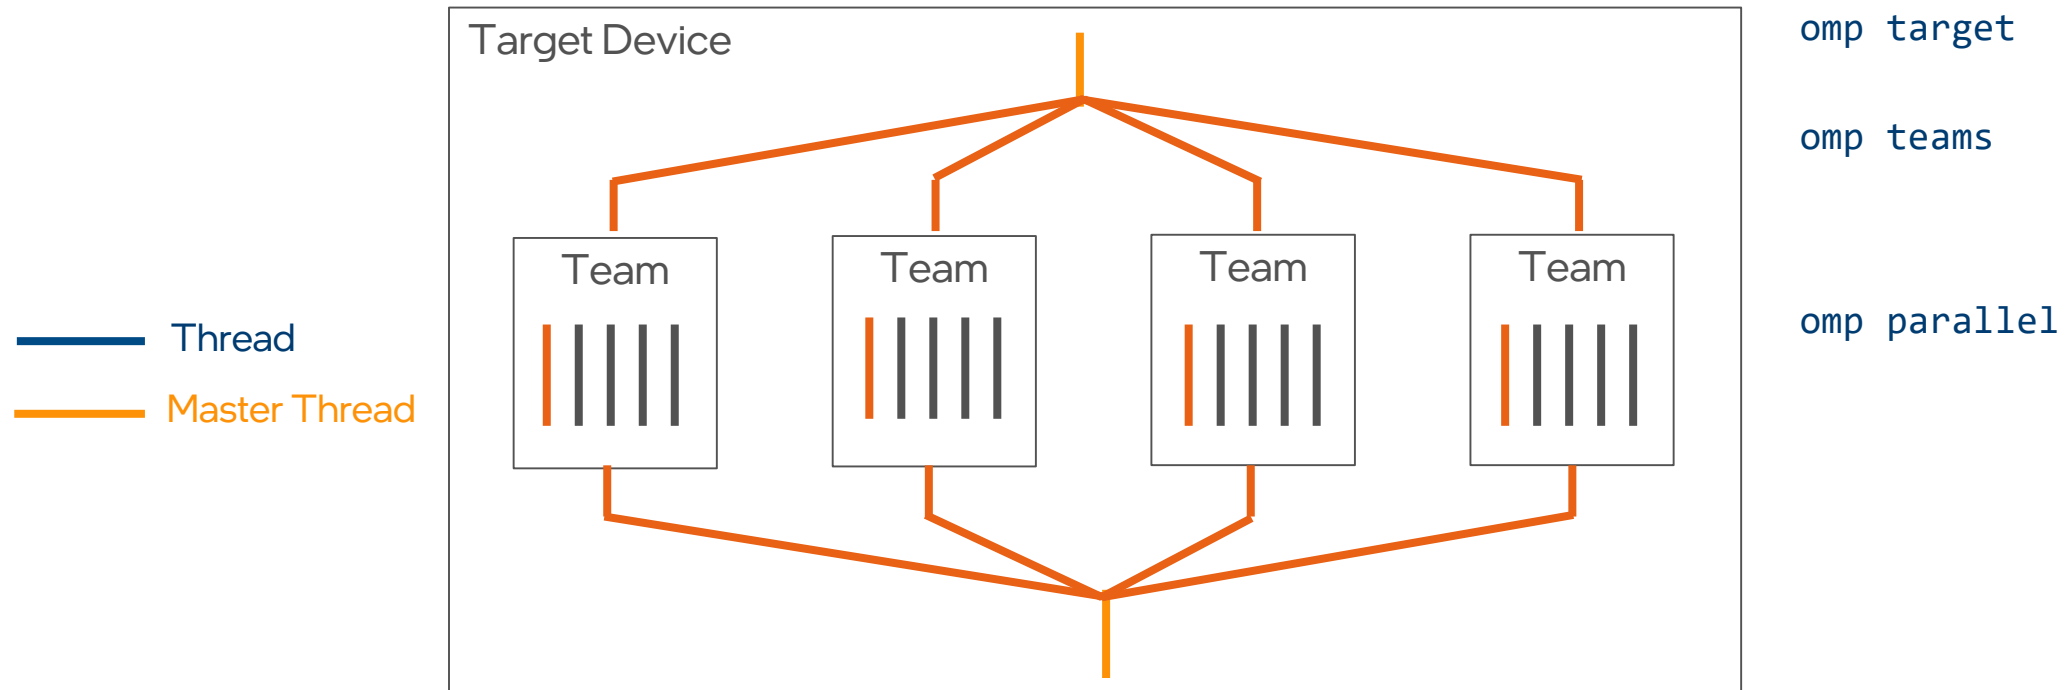 Target Device
omp target
omp teams
Team
Team
Team
Team
Thread
Master Thread
omp parallel